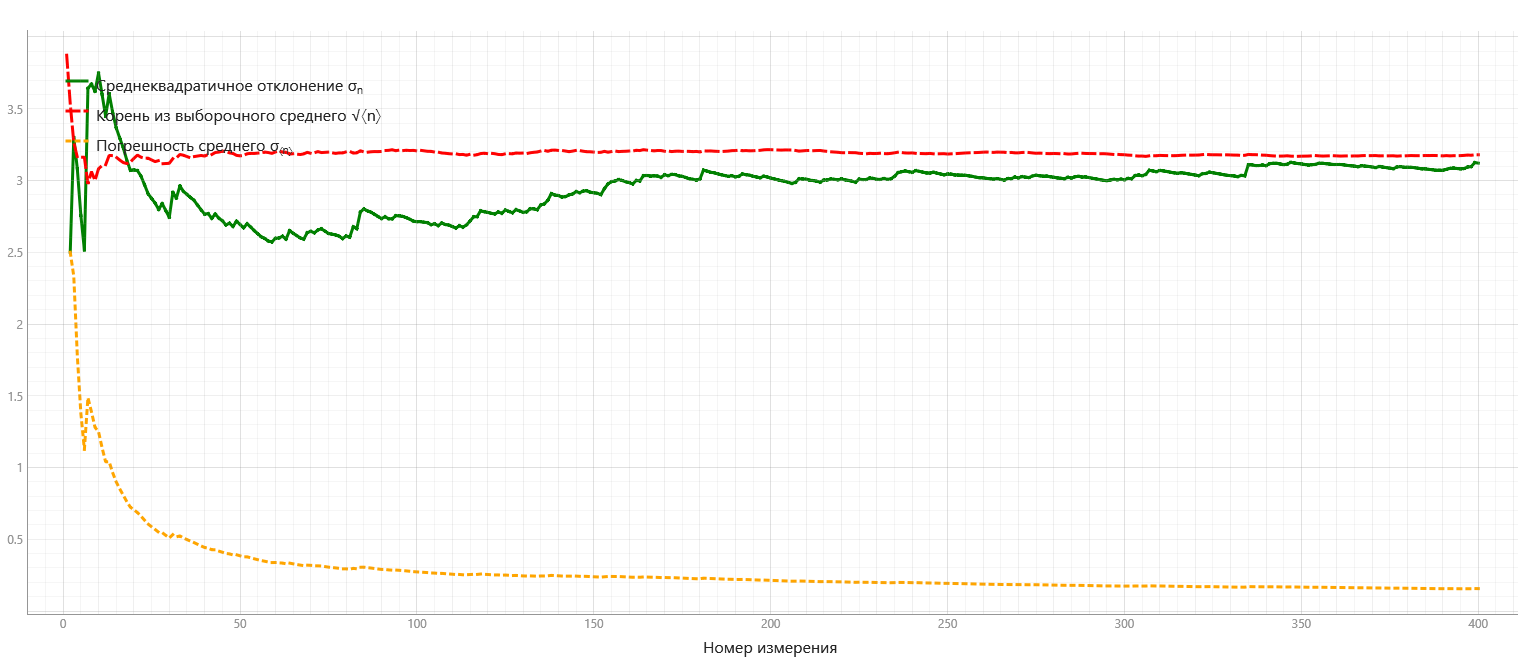 Среднеквадратичное отклонение σₙ
Корень из выборочного среднего √⟨n⟩
Погрешность среднего σ⟨n⟩
3.5
3
2.5
2
1.5
1
0.5
0 50 100 150 200 250 300 350 400
Номер измерения